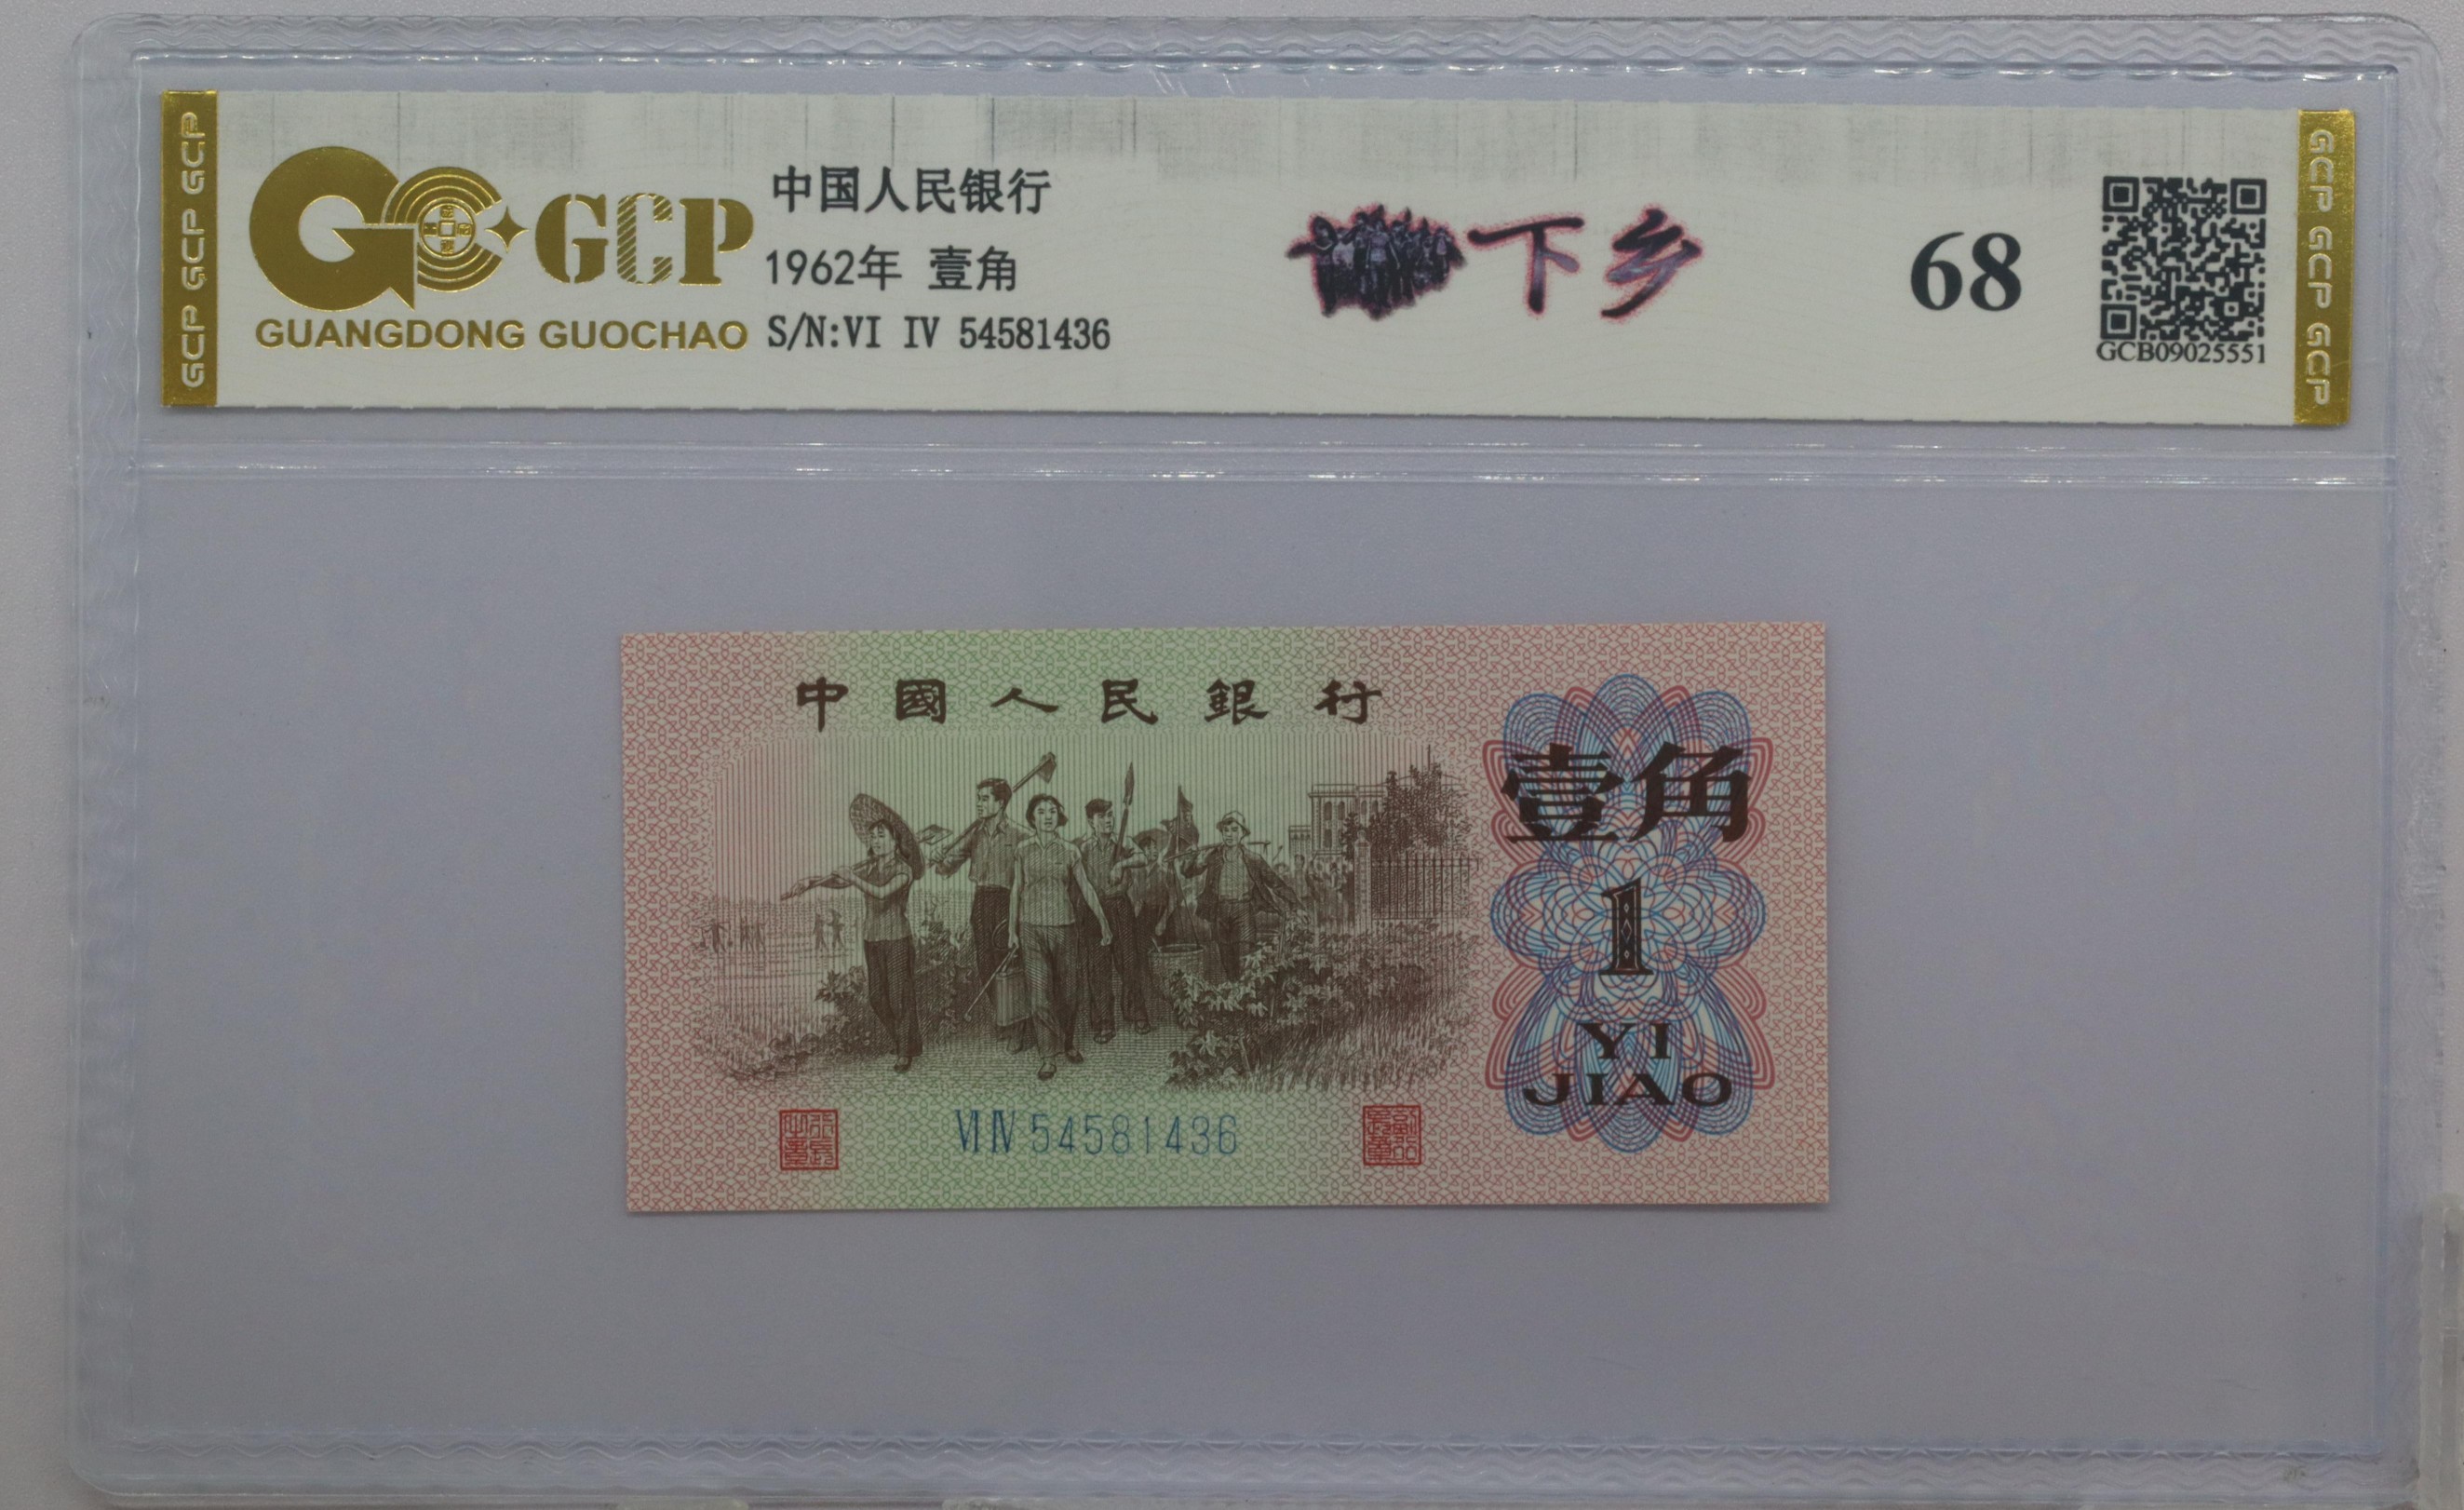 GCP GCP GCP
GCP
GUANGDONG GUOCHAO
中国人民银行
1962年 壹角
S/N:VI IV 54581436
下乡
68
GCB09025551
GCP GCP GCP
中國人民銀行
壹角
1
YI
JIAO
VI IV 54581436